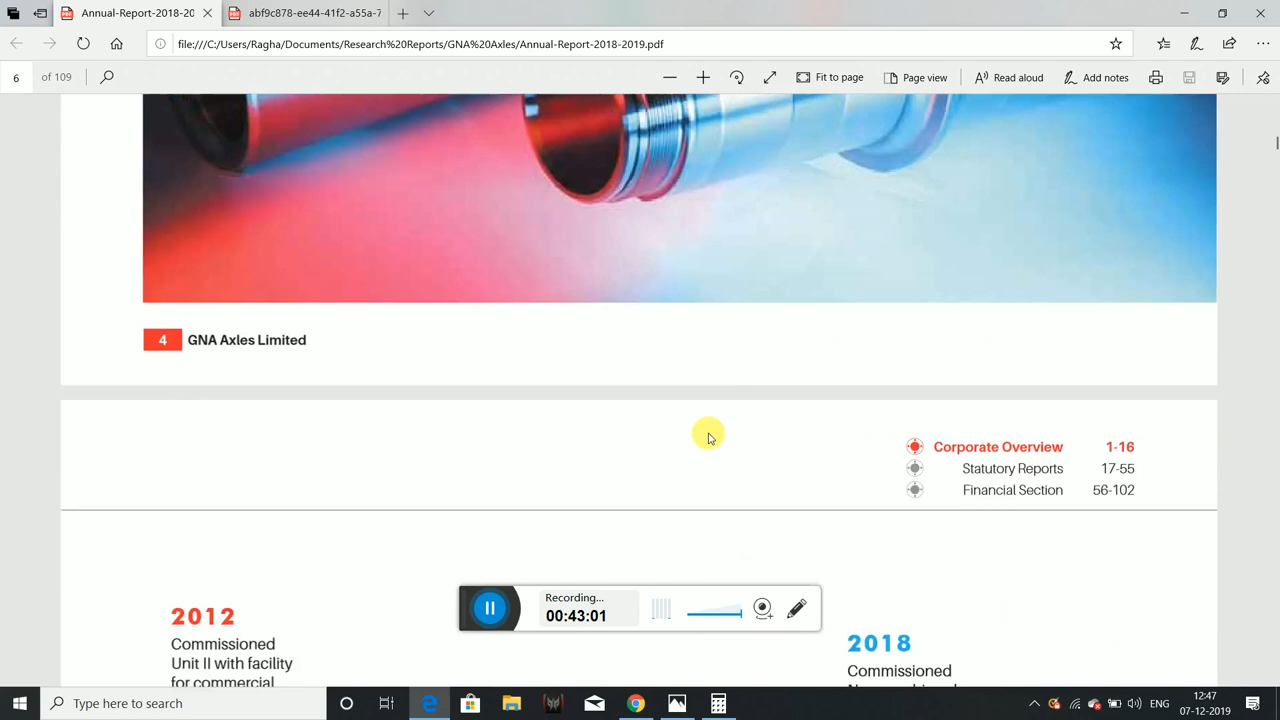 Annual-Report-2018-20
abf9c878-ee44-41f2-a55a-7
file:///C:/Users/Ragha/Documents/Research%20Reports/GNA%20Axles/Annual-Report-2018-2019.pdf
6 of 109
Fit to page
Page view
Read aloud
Add notes
4 GNA Axles Limited
Corporate Overview 1-16
Statutory Reports 17-55
Financial Section 56-102
2012
Commissioned
Unit II with facility
for commercial
2018
Commissioned
Recording...
00:43:01
Type here to search
12:47
07-12-2019